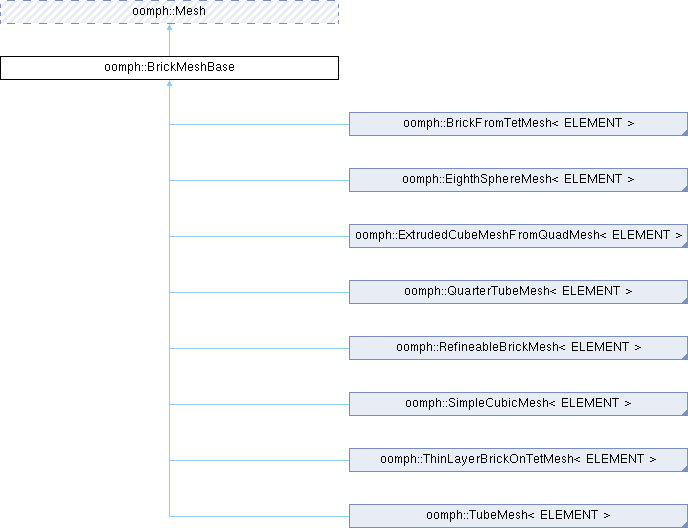 oomph::Mesh
oomph::BrickMeshBase
oomph::BrickFromTetMesh< ELEMENT >
oomph::EighthSphereMesh< ELEMENT >
oomph::ExtrudedCubeMeshFromQuadMesh< ELEMENT >
oomph::QuarterTubeMesh< ELEMENT >
oomph::RefineableBrickMesh< ELEMENT >
oomph::SimpleCubicMesh< ELEMENT >
oomph::ThinLayerBrickOnTetMesh< ELEMENT >
oomph::TubeMesh< ELEMENT >